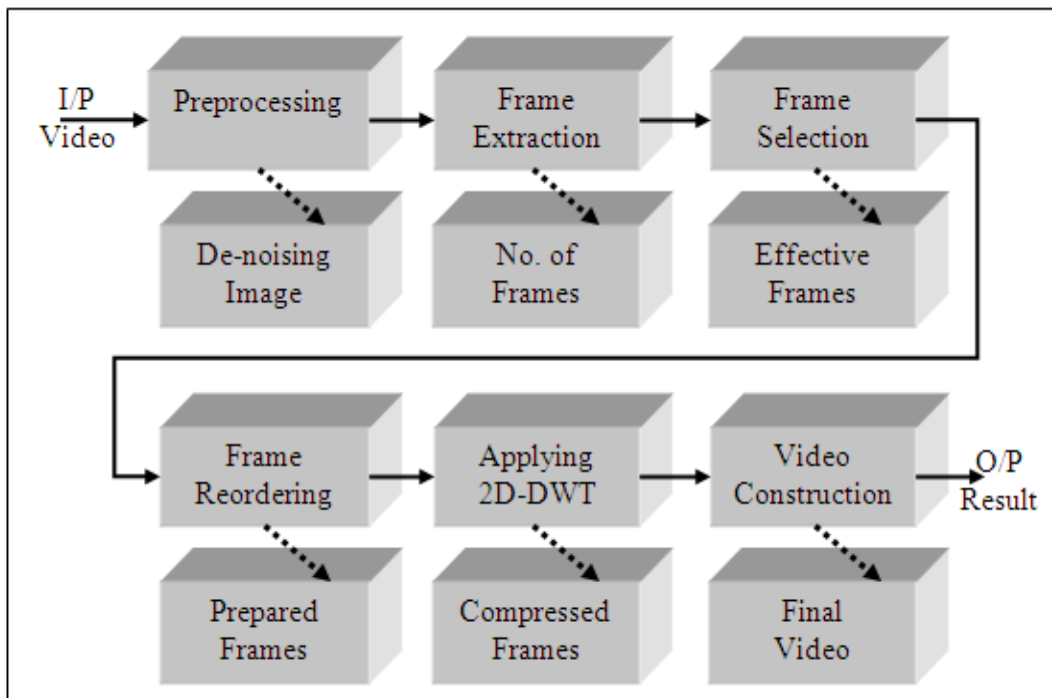 I/P
Video
Preprocessing
Frame
Extraction
Frame
Selection
De-noising
Image
No. of
Frames
Effective
Frames
Frame
Reordering
Applying
2D-DWT
Video
Construction
O/P
Result
Prepared
Frames
Compressed
Frames
Final
Video